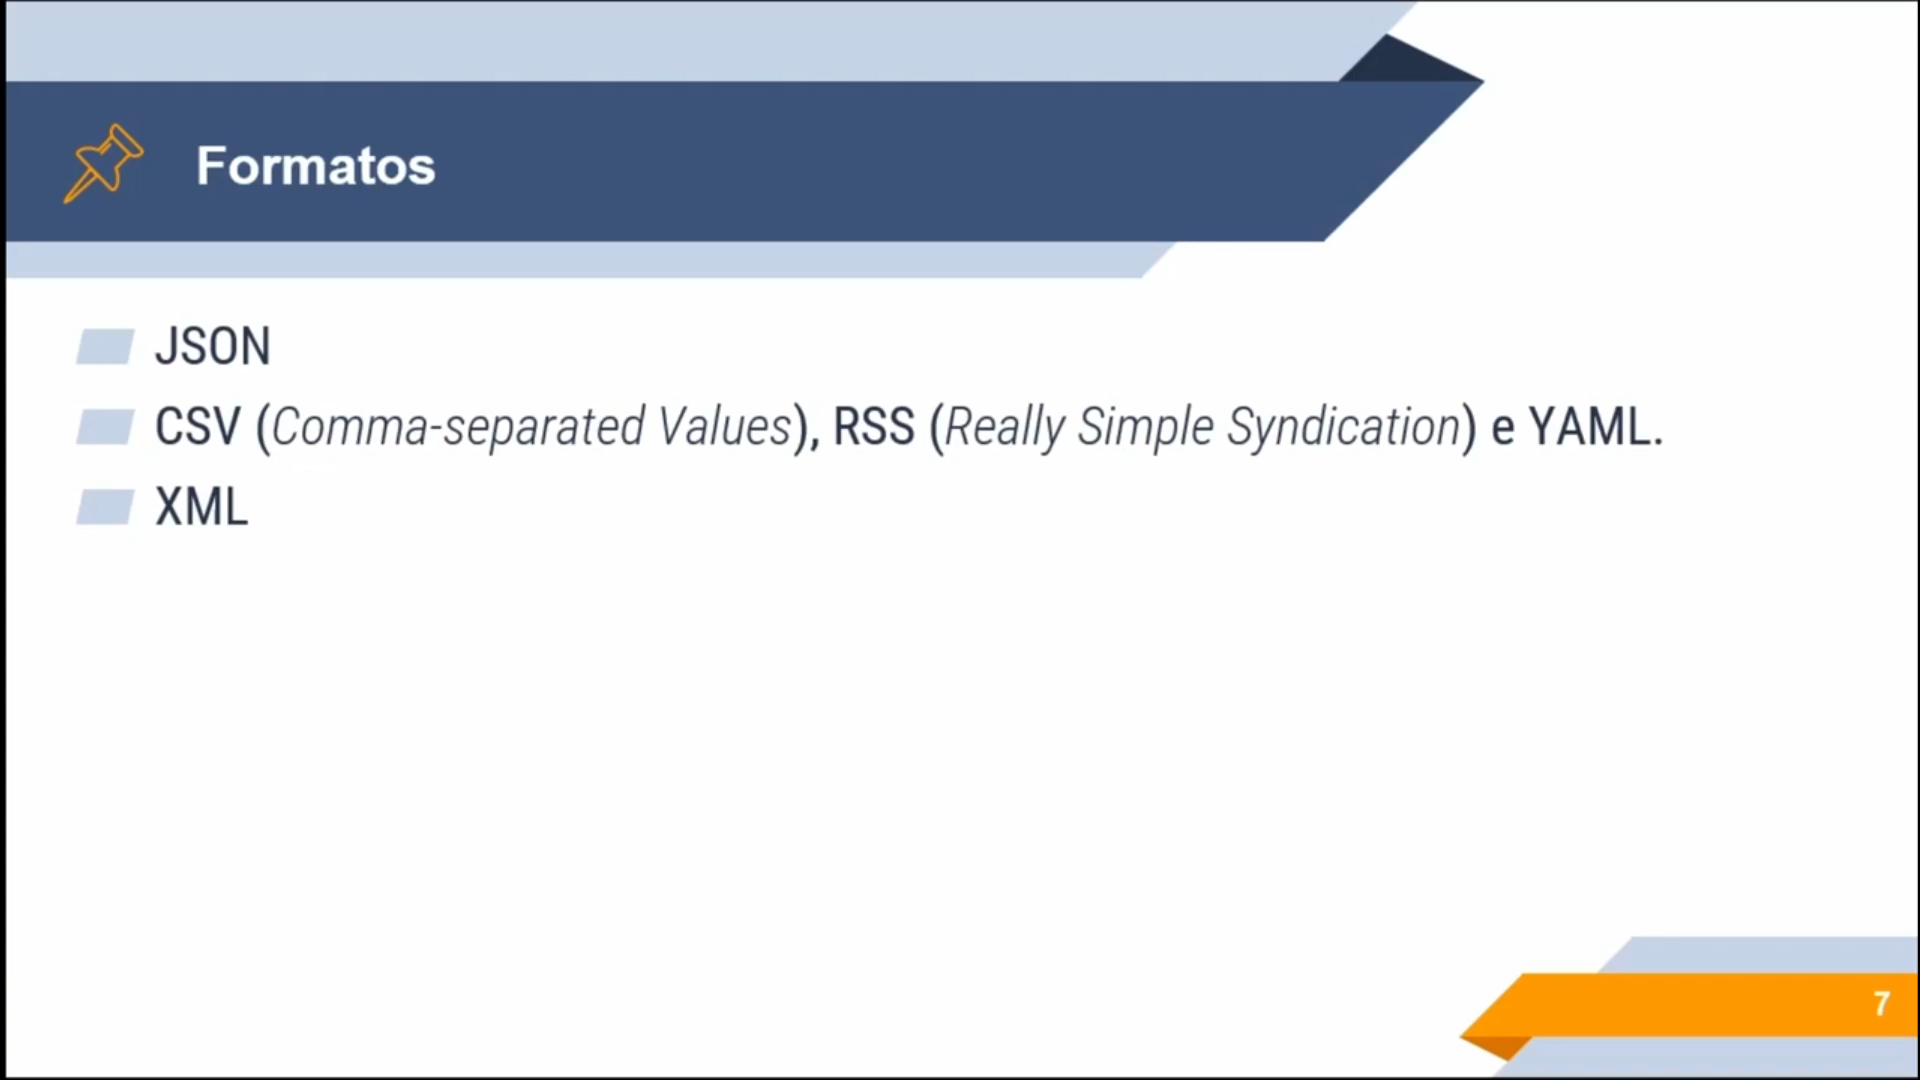 Formatos
JSON
CSV (Comma-separated Values), RSS (Really Simple Syndication) e YAML.
XML
7